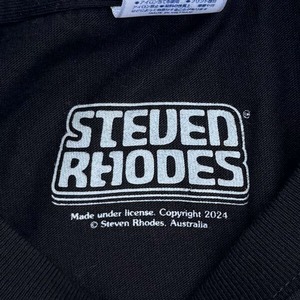 STEVEN
RHODES
Made under license. Copyright 2024
© Steven Rhodes. Australia